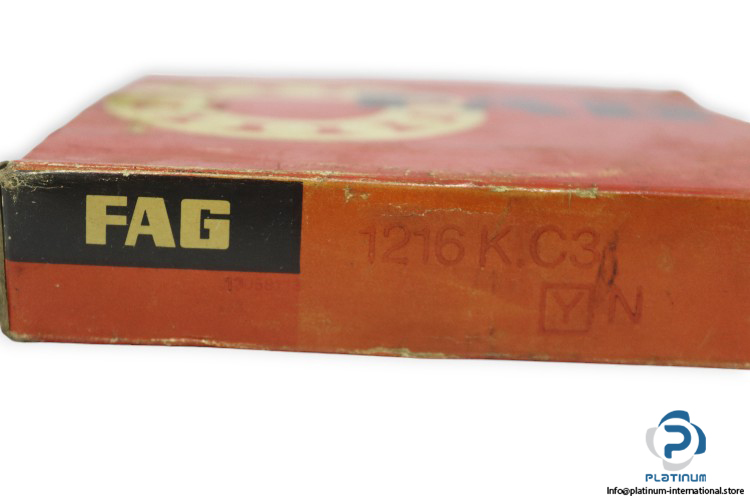 FAG
1216 K.C3
Y N
PLATINUM
Info@platinum-international.store